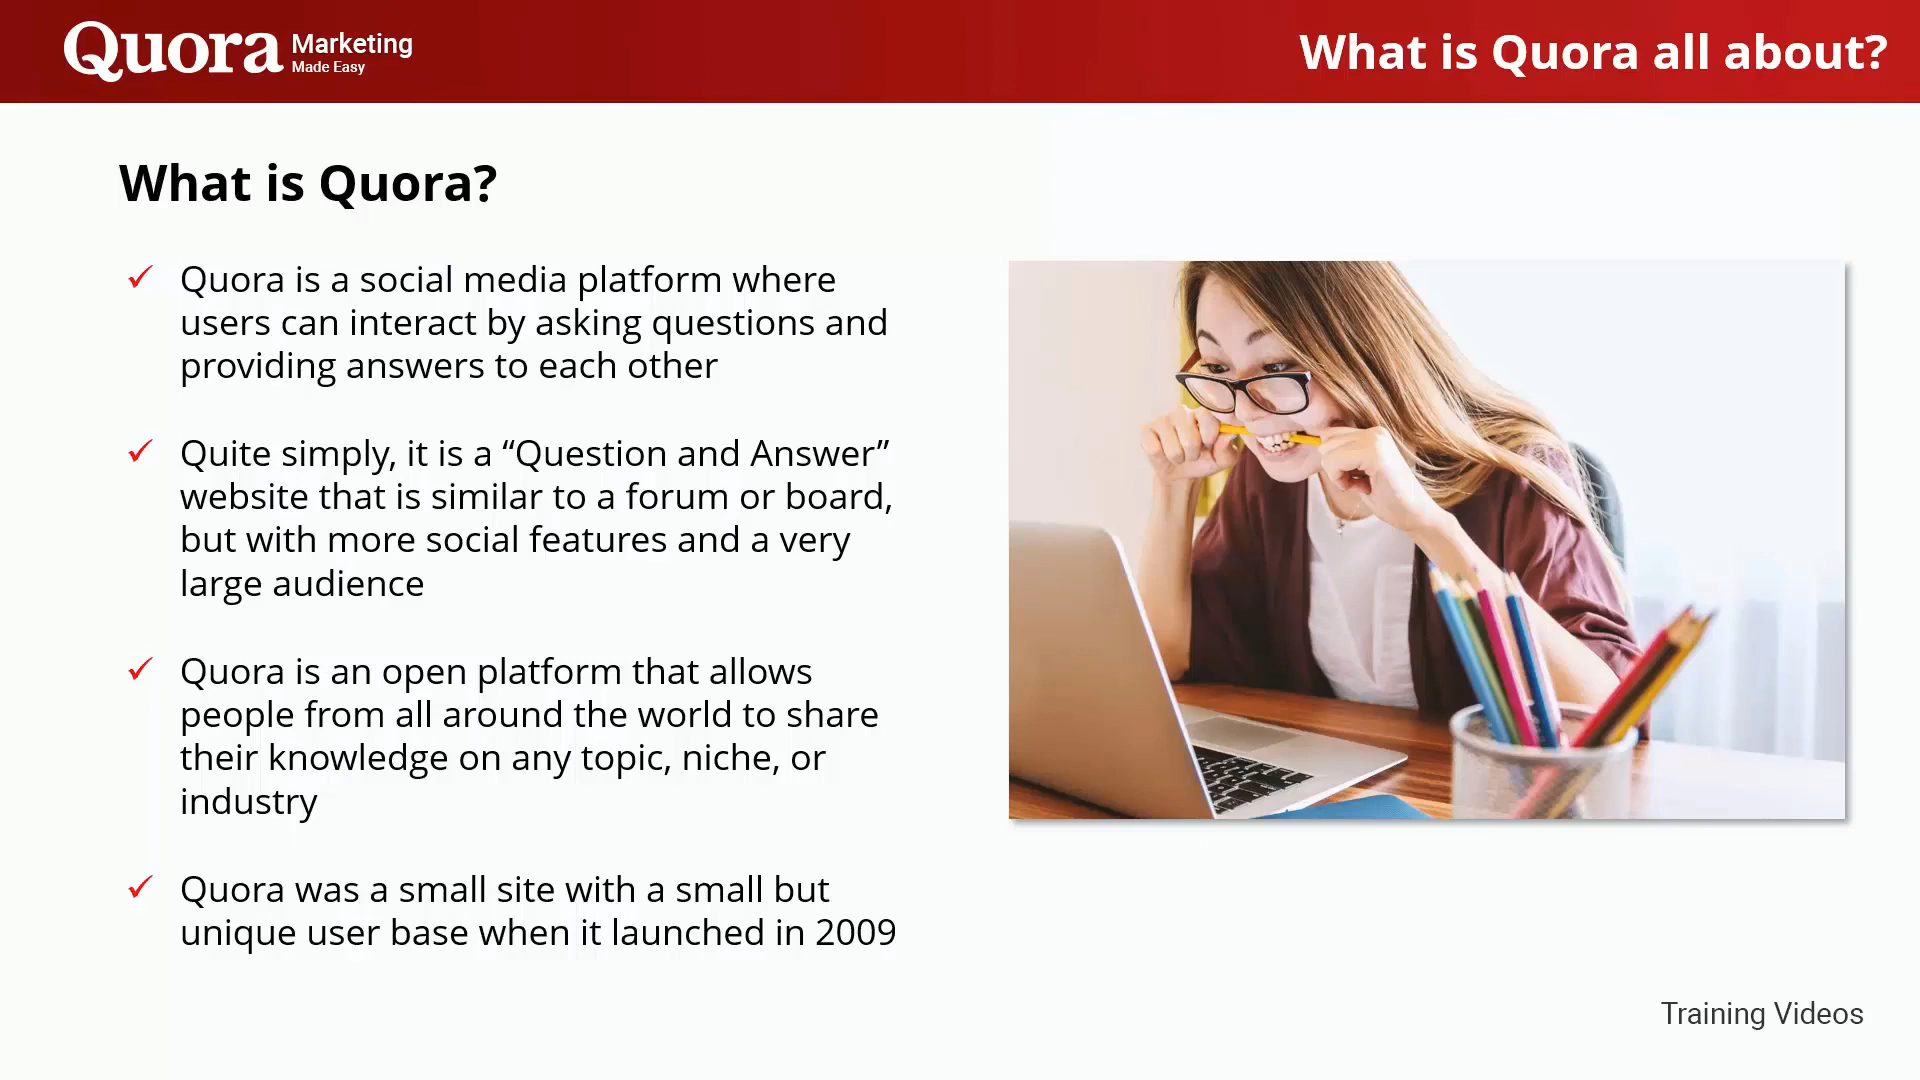 Quora Marketing
Made Easy
What is Quora all about?
What is Quora?
Quora is a social media platform where
users can interact by asking questions and
providing answers to each other
Quite simply, it is a “Question and Answer”
website that is similar to a forum or board,
but with more social features and a very
large audience
Quora is an open platform that allows
people from all around the world to share
their knowledge on any topic, niche, or
industry
Quora was a small site with a small but
unique user base when it launched in 2009
Training Videos